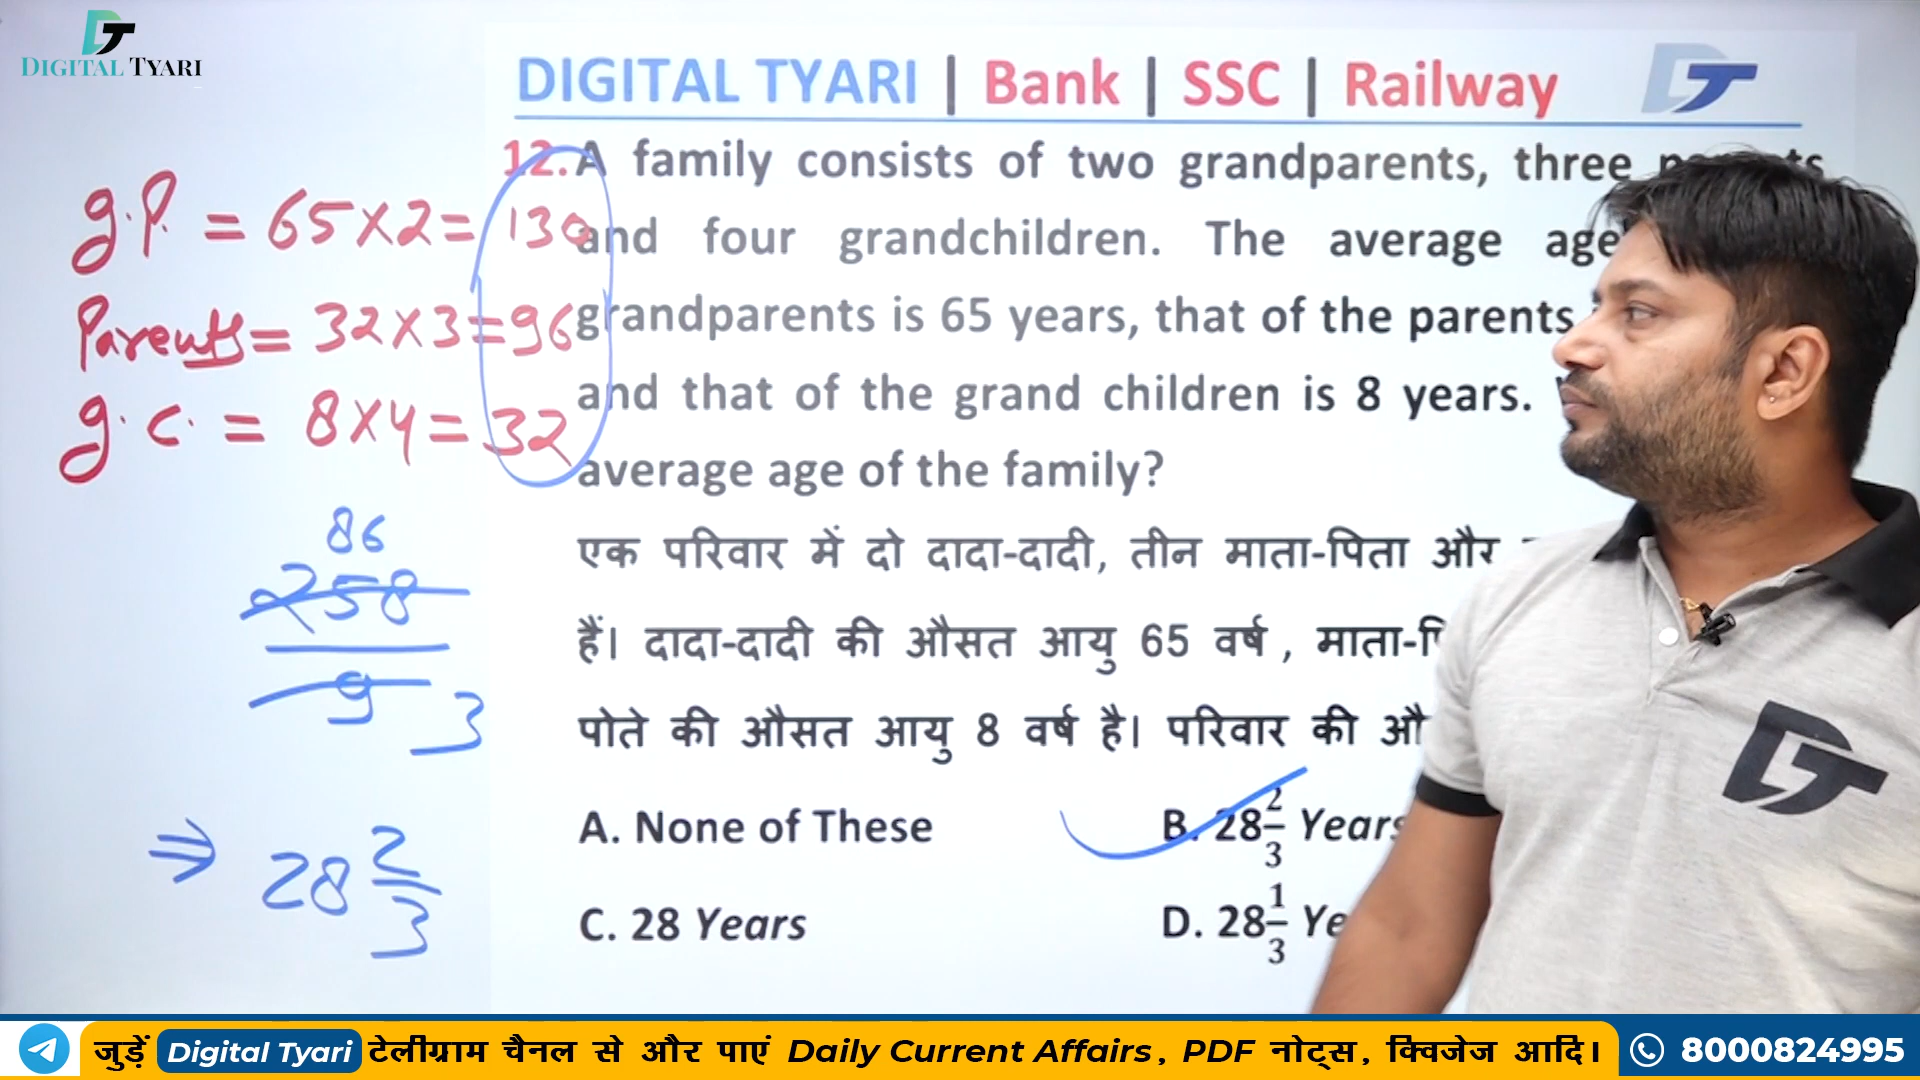 DT
DIGITAL TYARI
DIGITAL TYARI | Bank | SSC | Railway DT
12. A family consists of two grandparents, three
and four grandchildren. The average age
grandparents is 65 years, that of the parents
and that of the grand children is 8 years.
average age of the family?
एक परिवार में दो दादा-दादी, तीन माता-पिता और
हैं। दादा-दादी की औसत आयु 65 वर्ष , माता-पि
पोते की औसत आयु 8 वर्ष है। परिवार की औ
A. None of These B. 28 2/3 Years
C. 28 Years D. 28 1/3 Ye
g.P. = 65×2= 130
Parents = 32×3=96
g.c. = 8×4=32
86
258
9 3
⇒ 28 2/3
DT
जुड़ें Digital Tyari टेलीग्राम चैनल से और पाएं Daily Current Affairs, PDF नोट्स, क्विजेज आदि। 8000824995